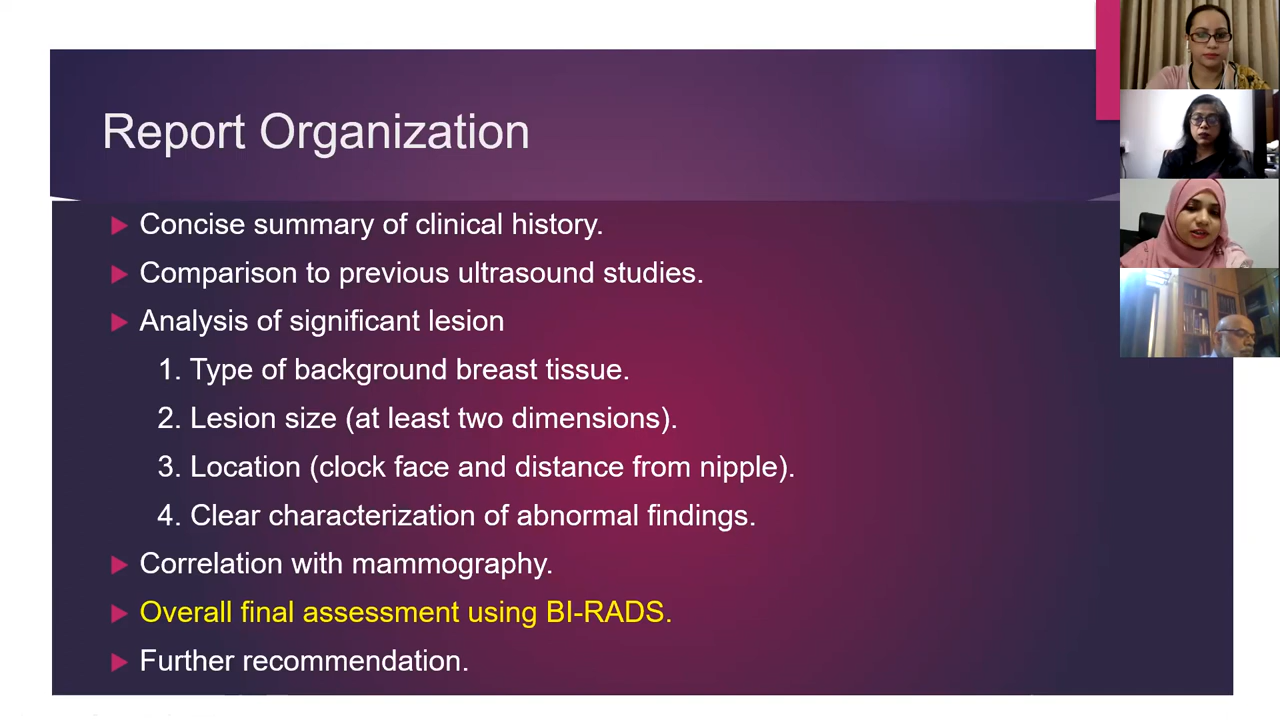 Report Organization
Concise summary of clinical history.
Comparison to previous ultrasound studies.
Analysis of significant lesion
1. Type of background breast tissue.
2. Lesion size (at least two dimensions).
3. Location (clock face and distance from nipple).
4. Clear characterization of abnormal findings.
Correlation with mammography.
Overall final assessment using BI-RADS.
Further recommendation.